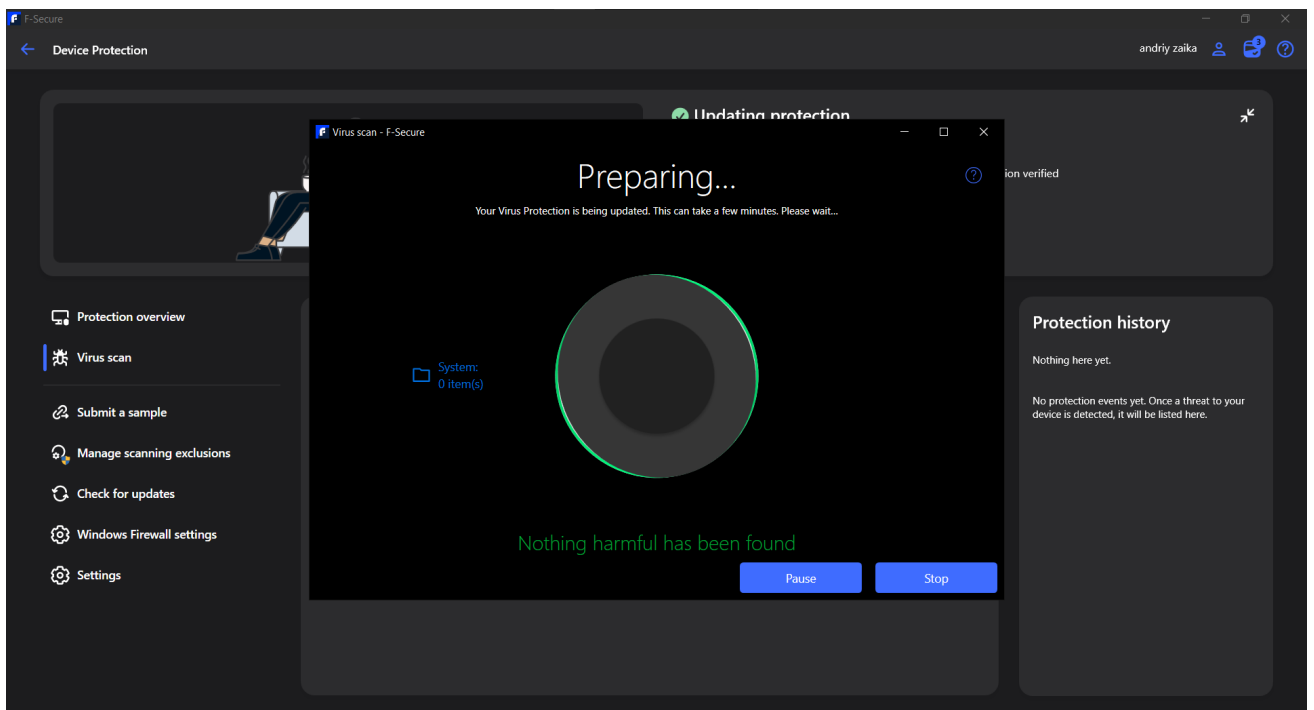 F-Secure
Device Protection
andriy zaika
3
Updating protection
ion verified
Virus scan - F-Secure
Preparing...
Your Virus Protection is being updated. This can take a few minutes. Please wait...
System:
0 item(s)
Nothing harmful has been found
Pause
Stop
Protection overview
Virus scan
Submit a sample
Manage scanning exclusions
Check for updates
Windows Firewall settings
Settings
Protection history
Nothing here yet.
No protection events yet. Once a threat to your
device is detected, it will be listed here.